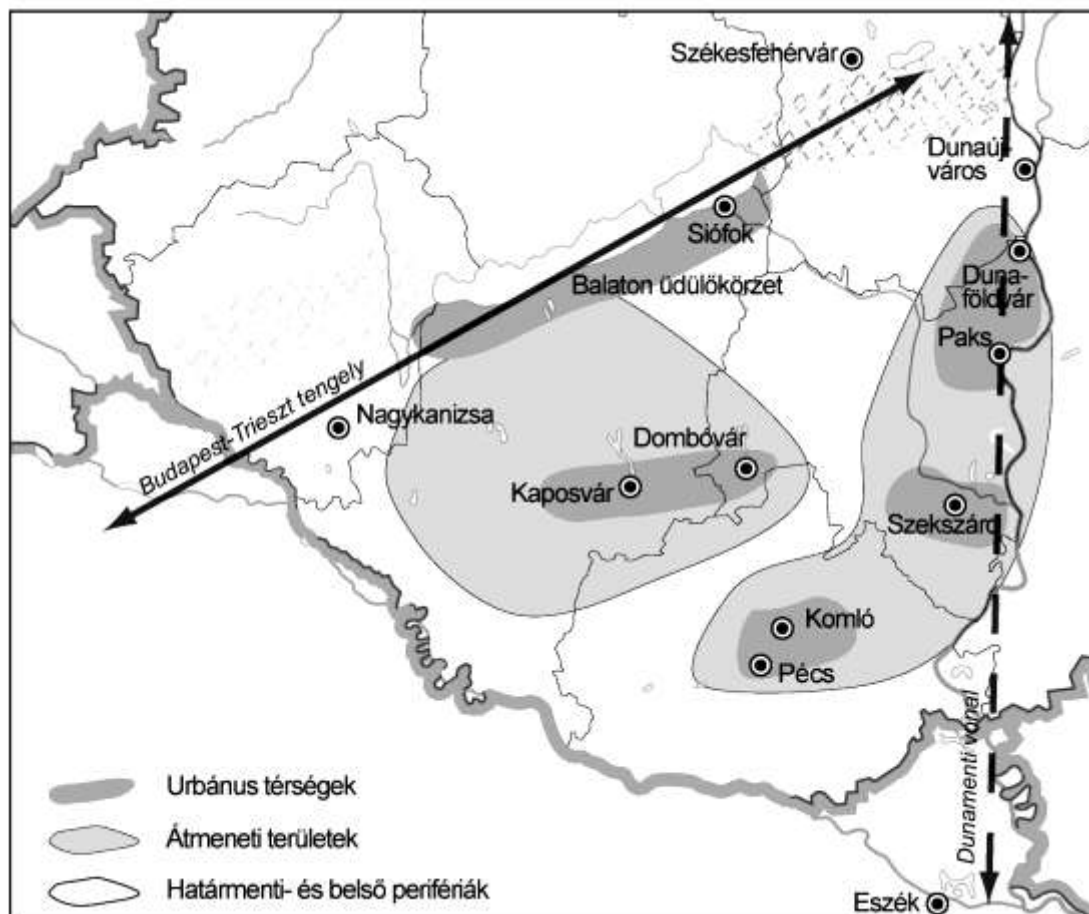 Székesfehérvár
Dunaúj-
város
Siófok
Duna-
földvár
Balaton üdülőkörzet
Paks
Budapest-Trieszt tengely
Nagykanizsa
Dombóvár
Kaposvár
Szekszárd
Komló
Pécs
Dunamenti vonal
Urbánus térségek
Átmeneti területek
Határmenti- és belső perifériák
Eszék